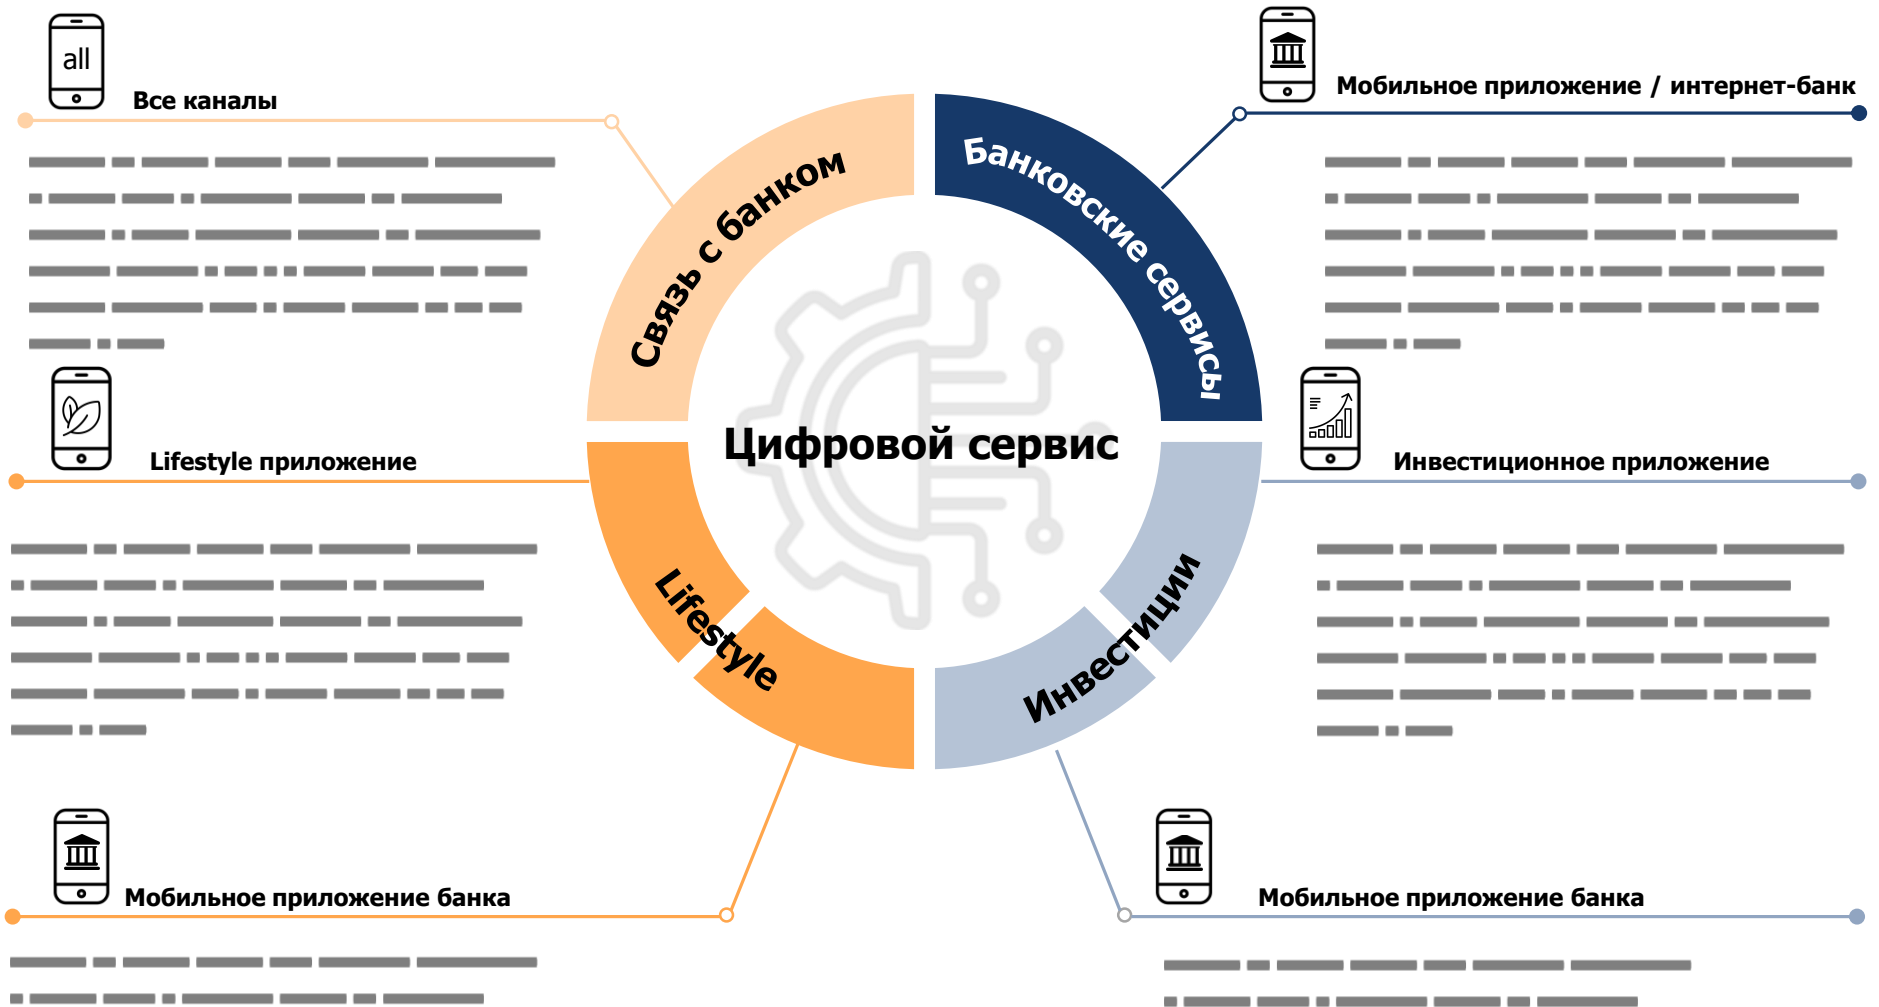 all
Все каналы
Мобильное приложение / интернет-банк
Связь с банком
Банковские сервисы
Цифровой сервис
Lifestyle приложение
Инвестиционное приложение
Lifestyle
Инвестиции
Мобильное приложение банка
Мобильное приложение банка